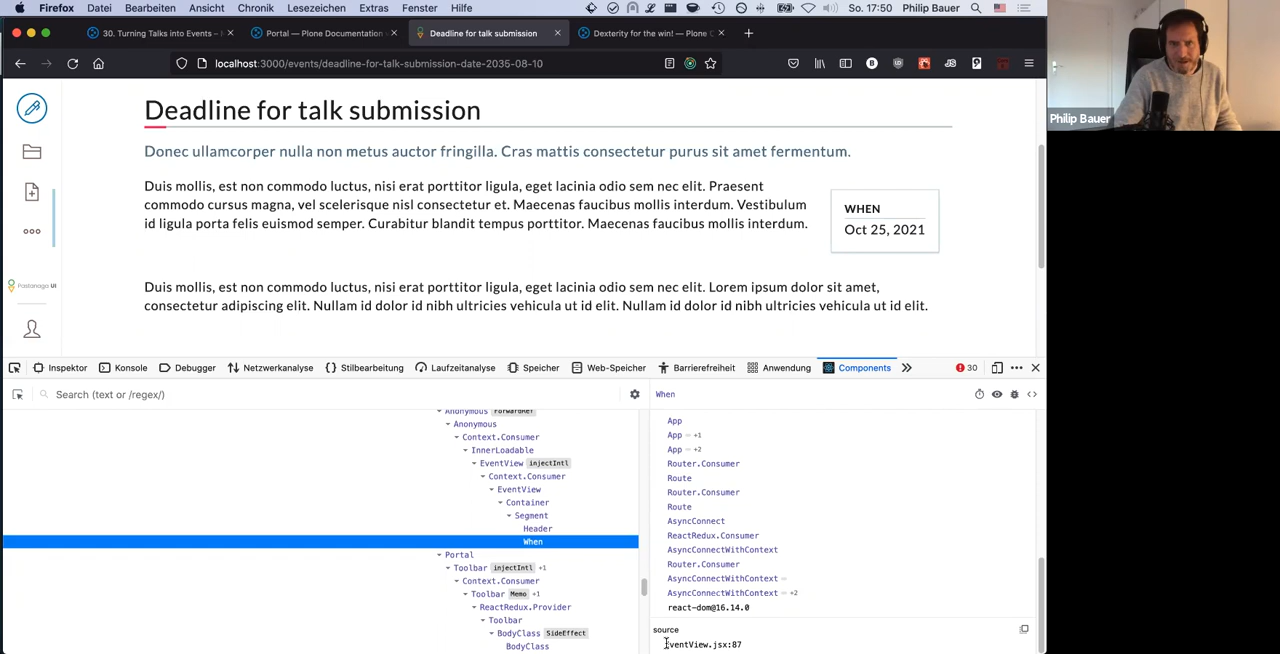 Firefox Datei Bearbeiten Ansicht Chronik Lesezeichen Extras Fenster Hilfe So. 17:50 Philip Bauer
30. Turning Talks into Events – Portal — Plone Documentation Deadline for talk submission Dexterity for the win! — Plone C
localhost:3000/events/deadline-for-talk-submission-date-2035-08-10
Philip Bauer
Deadline for talk submission
Donec ullamcorper nulla non metus auctor fringilla. Cras mattis consectetur purus sit amet fermentum.
Duis mollis, est non commodo luctus, nisi erat porttitor ligula, eget lacinia odio sem nec elit. Praesent
commodo cursus magna, vel scelerisque nisl consectetur et. Maecenas faucibus mollis interdum. Vestibulum
id ligula porta felis euismod semper. Curabitur blandit tempus porttitor. Maecenas faucibus mollis interdum.
WHEN
Oct 25, 2021
Duis mollis, est non commodo luctus, nisi erat porttitor ligula, eget lacinia odio sem nec elit. Lorem ipsum dolor sit amet,
consectetur adipiscing elit. Nullam id dolor id nibh ultricies vehicula ut id elit. Nullam id dolor id nibh ultricies vehicula ut id elit.
Pastanaga UI
Inspektor Konsole Debugger Netzwerkanalyse Stilbearbeitung Laufzeitanalyse Speicher Web-Speicher Barrierefreiheit Anwendung Components 30
Search (text or /regex/)
Anonymous ForwardRef
Anonymous
Context.Consumer
InnerLoadable
EventView injectIntl
Context.Consumer
EventView
Container
Segment
Header
When
Portal
Toolbar injectIntl +1
Context.Consumer
Toolbar Memo +1
ReactRedux.Provider
Toolbar
BodyClass SideEffect
BodyClass
When
App
App +1
App +2
Router.Consumer
Route
Router.Consumer
Route
AsyncConnect
ReactRedux.Consumer
AsyncConnectWithContext
Router.Consumer
AsyncConnectWithContext
AsyncConnectWithContext +2
react-dom@16.14.0
source
EventView.jsx:87